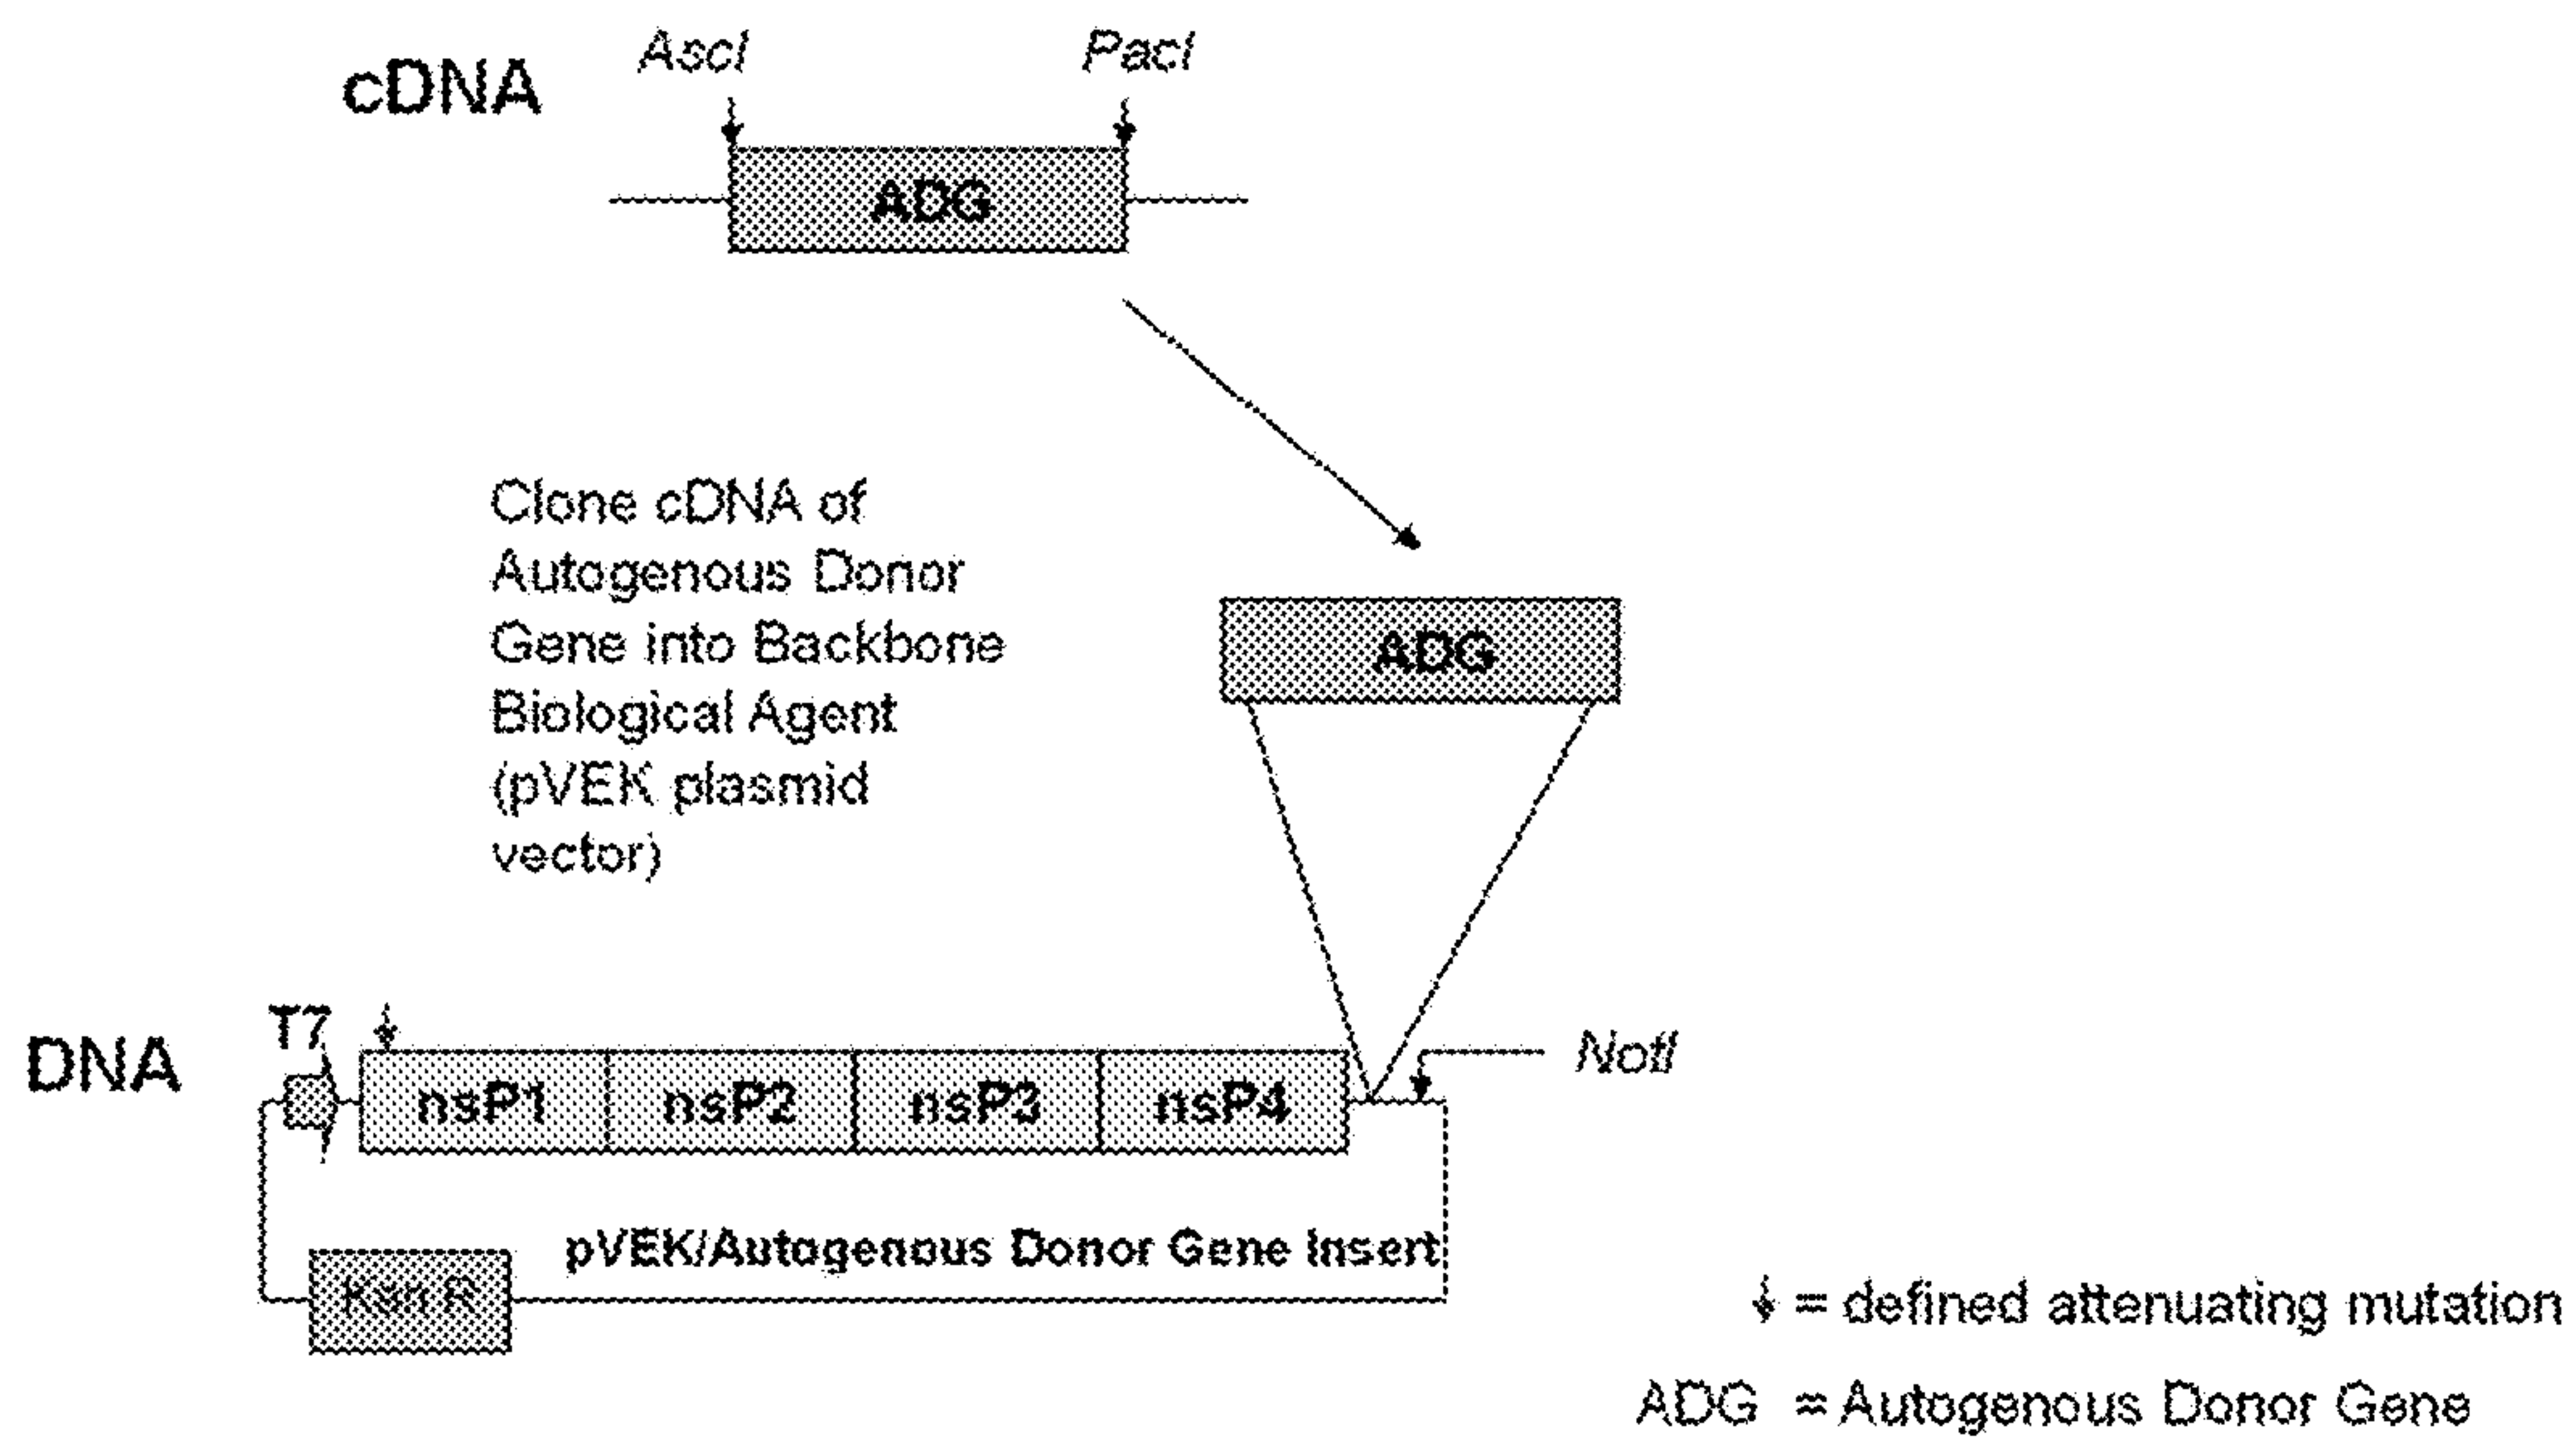 cDNA
AscI
PacI
ADG
Clone cDNA of
Autogenous Donor
Gene into Backbone
Biological Agent
(pVEK plasmid
vector)
ADG
DNA
T7
nsP1
nsP2
nsP3
nsP4
NotI
pVEK/Autogenous Donor Gene Insert
Kan R
= defined attenuating mutation
ADG = Autogenous Donor Gene